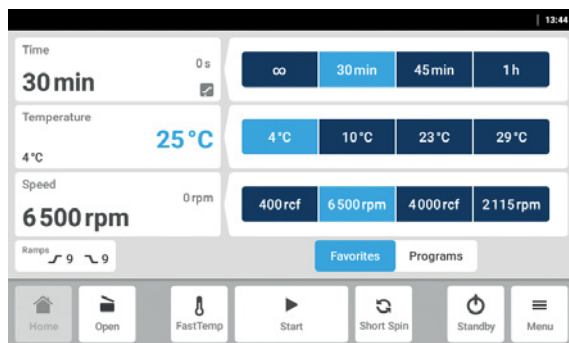 13:44
Time
0 s
30 min
∞ 30 min 45 min 1 h
Temperature
25 °C
4 °C
4 °C 10 °C 23 °C 29 °C
Speed
0 rpm
6 500 rpm
400 rcf 6 500 rpm 4 000 rcf 2 115 rpm
Ramps 9 9
Favorites Programs
Home Open FastTemp Start Short Spin Standby Menu